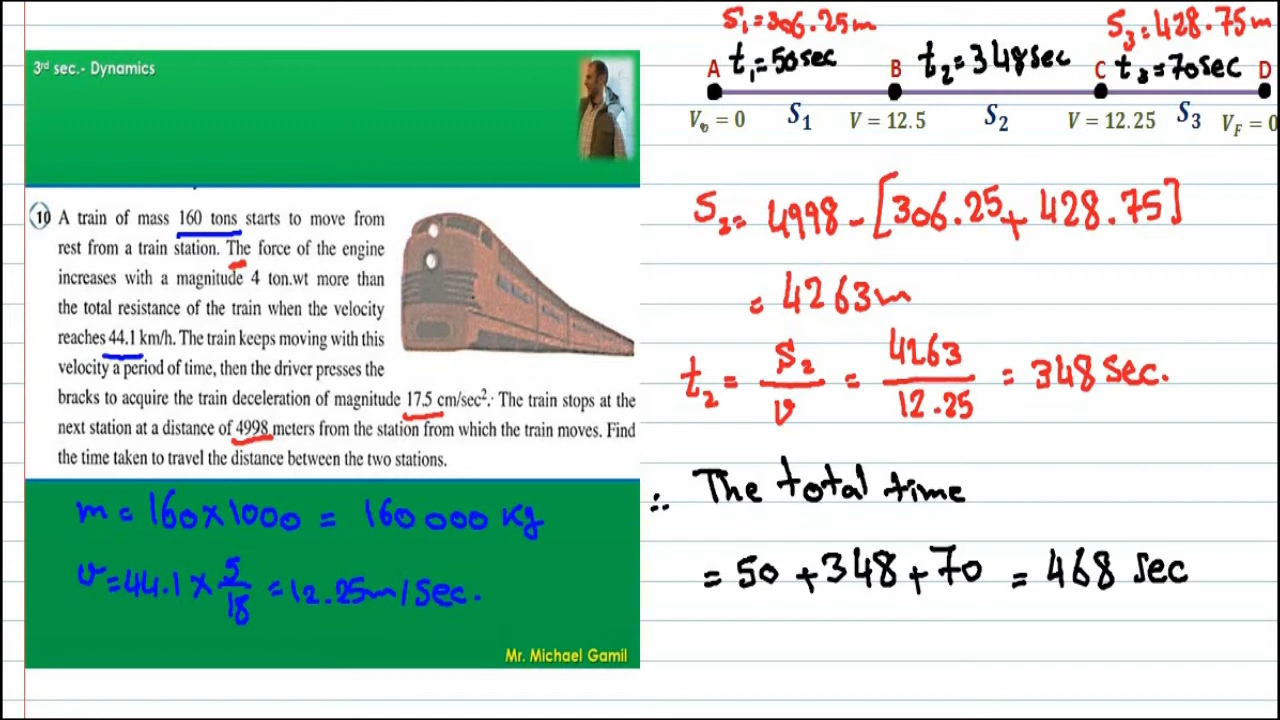 3rd sec.- Dynamics
10 A train of mass 160 tons starts to move from
rest from a train station. The force of the engine
increases with a magnitude 4 ton.wt more than
the total resistance of the train when the velocity
reaches 44.1 km/h. The train keeps moving with this
velocity a period of time, then the driver presses the
bracks to acquire the train deceleration of magnitude 17.5 cm/sec². The train stops at the
next station at a distance of 4998 meters from the station from which the train moves. Find
the time taken to travel the distance between the two stations.
m = 160 × 1000 = 160 000 kg
v = 44.1 × 5/18 = 12.25 m/sec.
Mr. Michael Gamil
S₁ = 306.25 m S₃ = 428.75 m
A t₁ = 50 sec B t₂ = 348 sec C t₃ = 70 sec D
V₀ = 0 S₁ V = 12.5 S₂ V = 12.25 S₃ V_F = 0
S₂ = 4998 - [306.25 + 428.75]
= 4263 m
t₂ = S₂/v = 4263/12.25 = 348 sec.
∴ The total time
= 50 + 348 + 70 = 468 sec